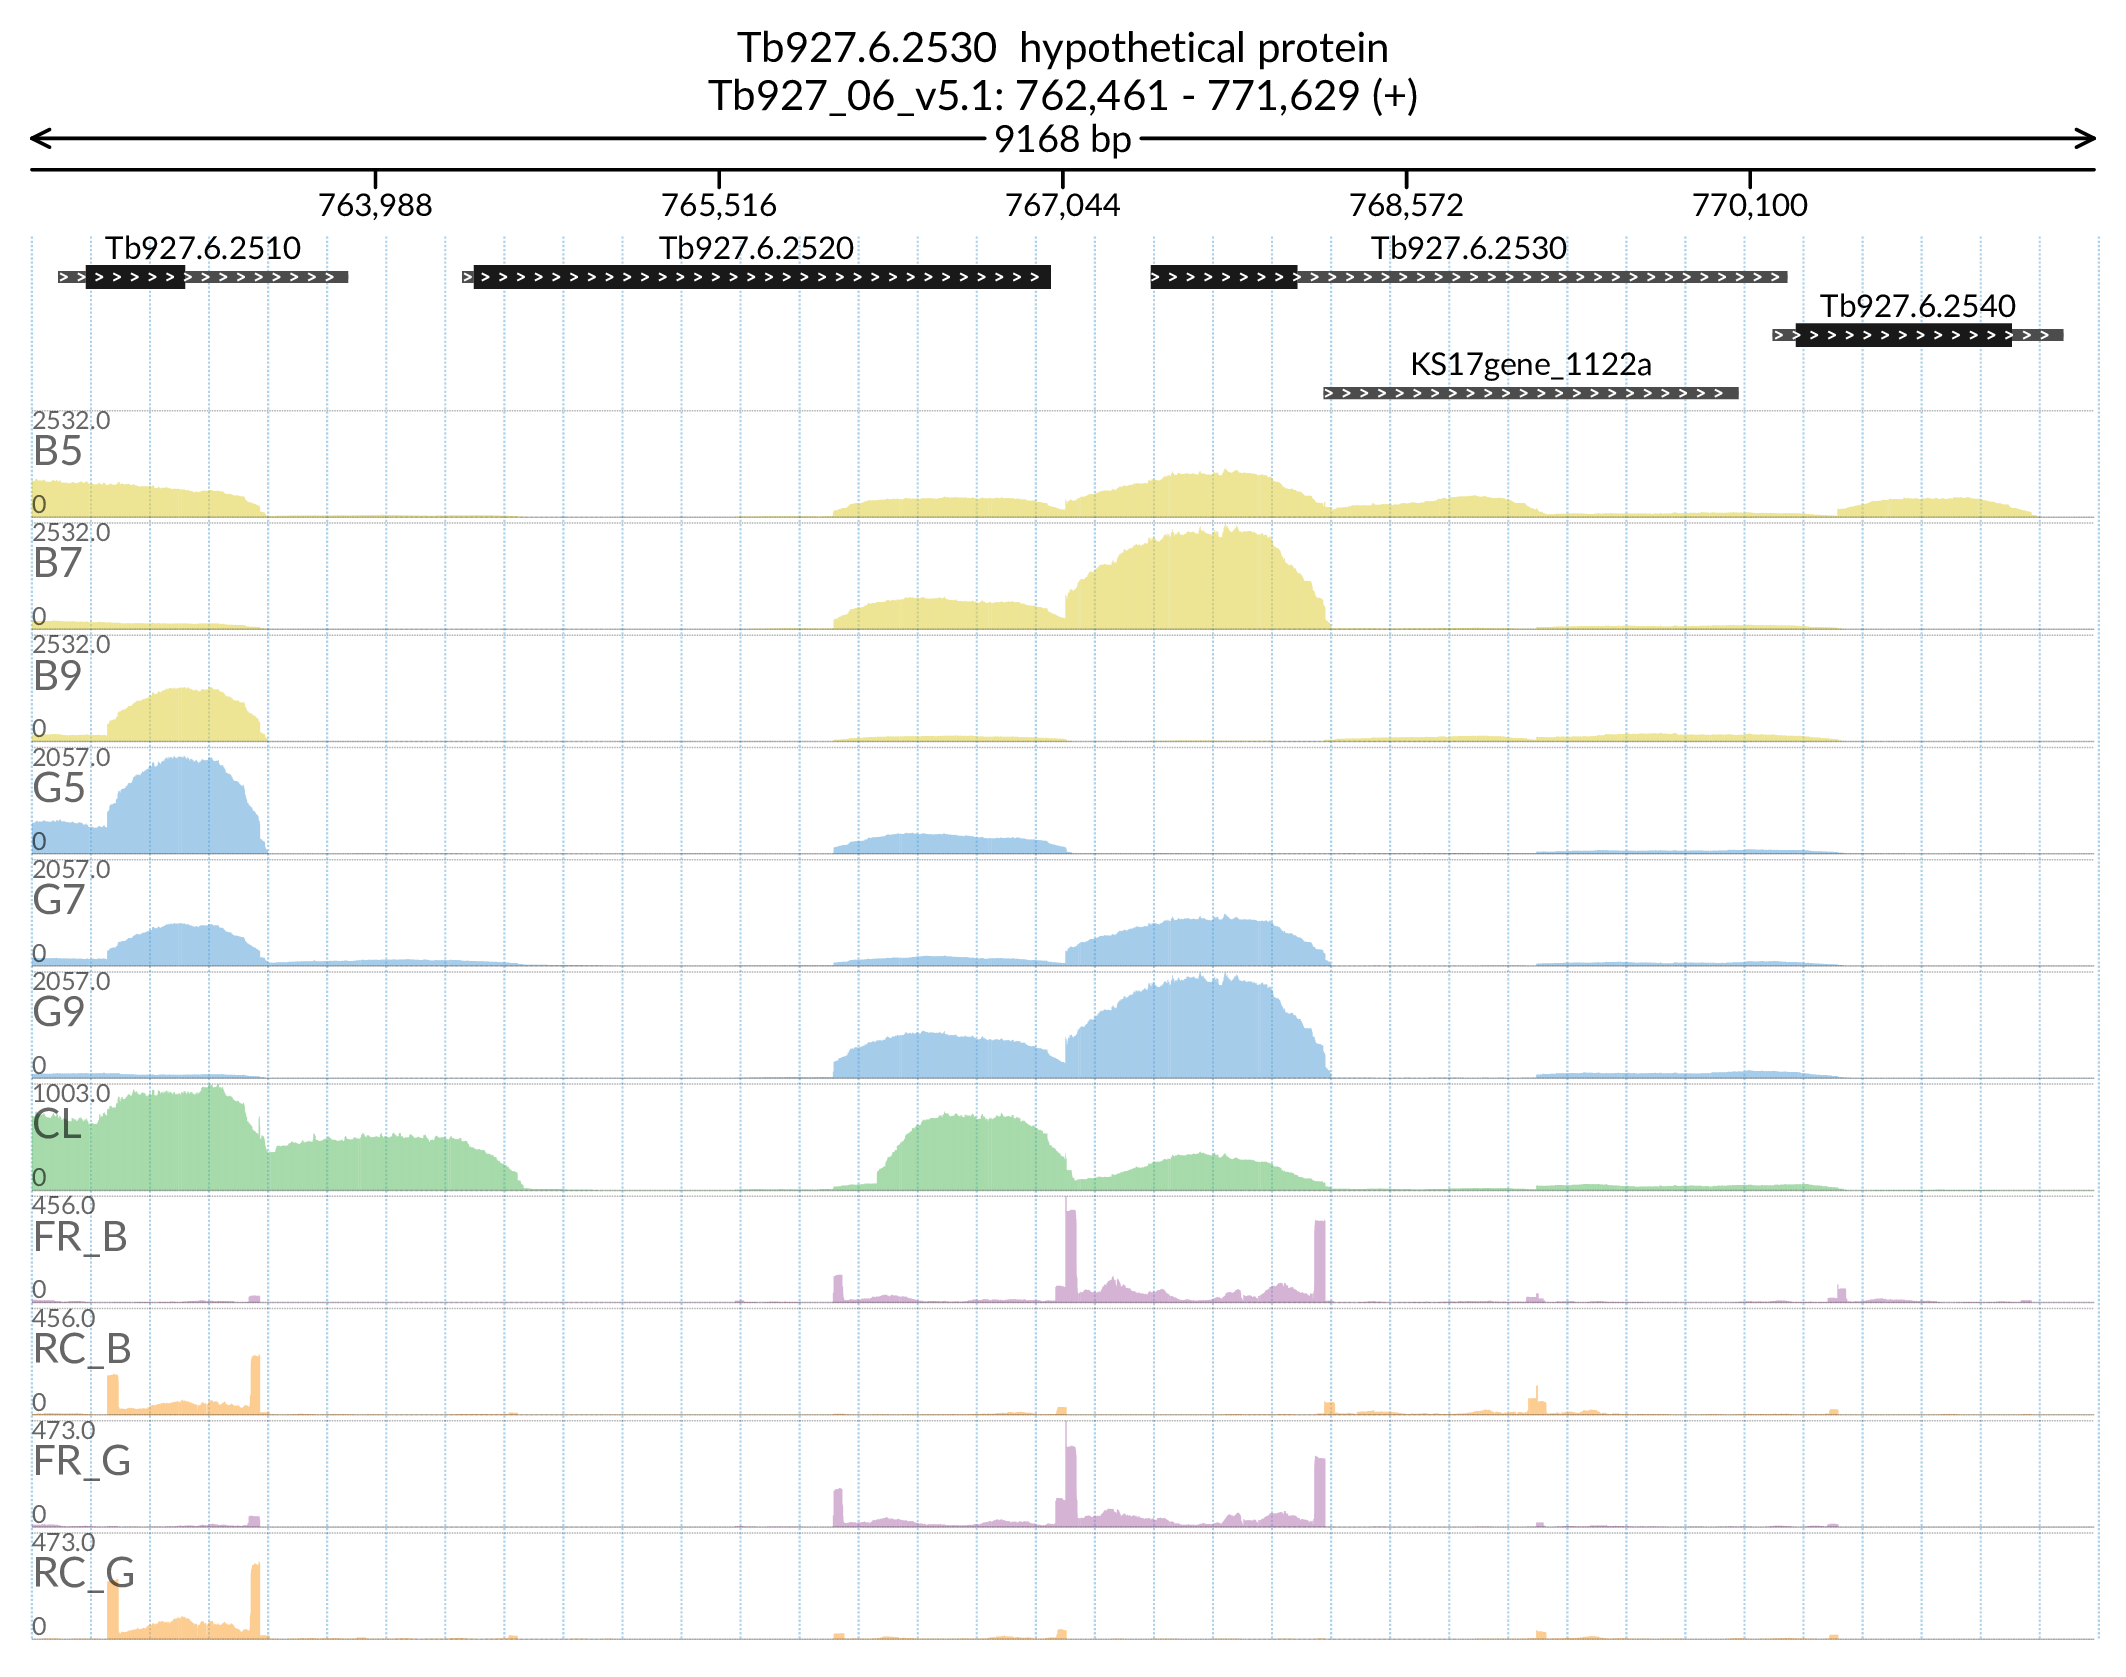 Tb927.6.2530 hypothetical protein
Tb927_06_v5.1: 762,461 - 771,629 (+)
9168 bp
763,988 765,516 767,044 768,572 770,100
Tb927.6.2510 Tb927.6.2520 Tb927.6.2530
Tb927.6.2540
KS17gene_1122a
2532.0
B5
0
2532.0
B7
0
2532.0
B9
0
2057.0
G5
0
2057.0
G7
0
2057.0
G9
0
1003.0
CL
0
456.0
FR_B
0
456.0
RC_B
0
473.0
FR_G
0
473.0
RC_G
0